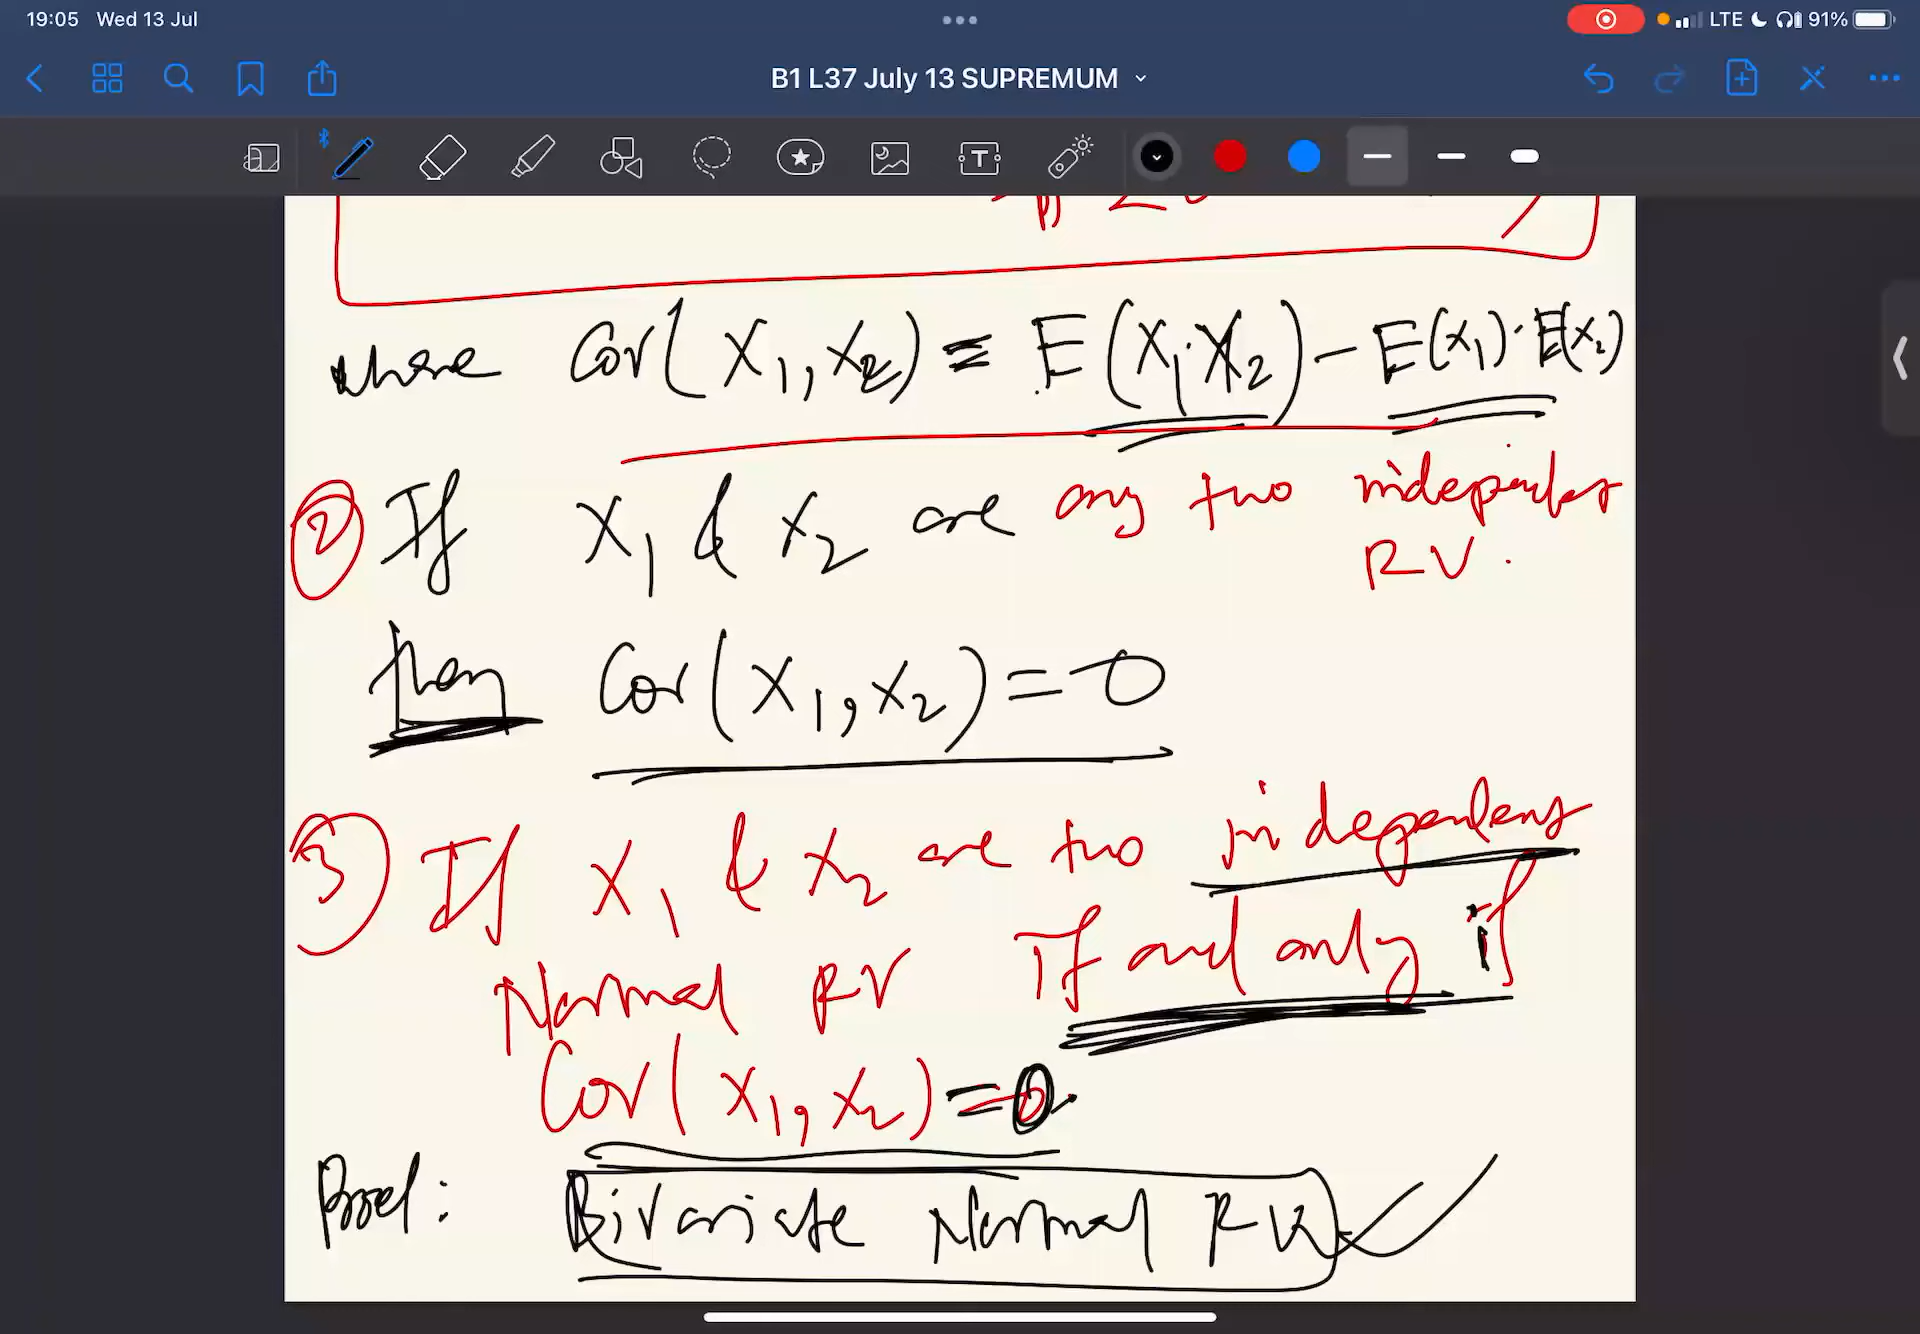 19:05 Wed 13 Jul
LTE 91%
B1 L37 July 13 SUPREMUM
T
where Cov(X₁, X₂) = E(X₁·X₂) - E(X₁)·E(X₂)
② If X₁ & X₂ are any two independent RV.
then Cov(X₁, X₂) = 0
③ If X₁ & X₂ are two independent
Normal RV If and only if
Cov(X₁, X₂) = 0
Proof: Bivariate Normal RV